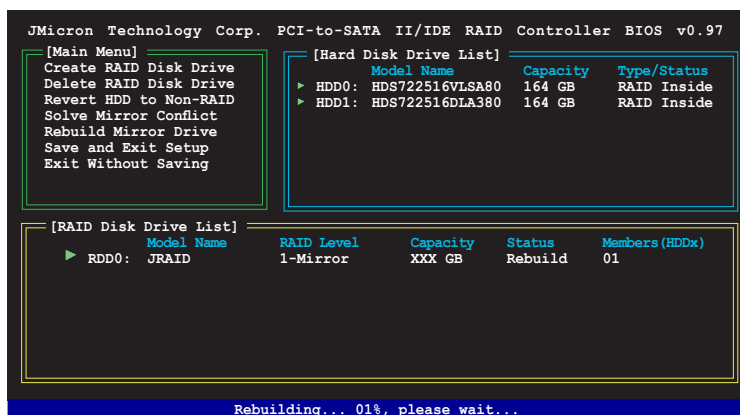 JMicron Technology Corp. PCI-to-SATA II/IDE RAID Controller BIOS v0.97
[Main Menu]
Create RAID Disk Drive
Delete RAID Disk Drive
Revert HDD to Non-RAID
Solve Mirror Conflict
Rebuild Mirror Drive
Save and Exit Setup
Exit Without Saving
[Hard Disk Drive List]
Model Name Capacity Type/Status
HDD0: HDS722516VLSA80 164 GB RAID Inside
HDD1: HDS722516DLA380 164 GB RAID Inside
[RAID Disk Drive List]
Model Name RAID Level Capacity Status Members(HDDx)
RDD0: JRAID 1-Mirror XXX GB Rebuild 01
Rebuilding... 01%, please wait...